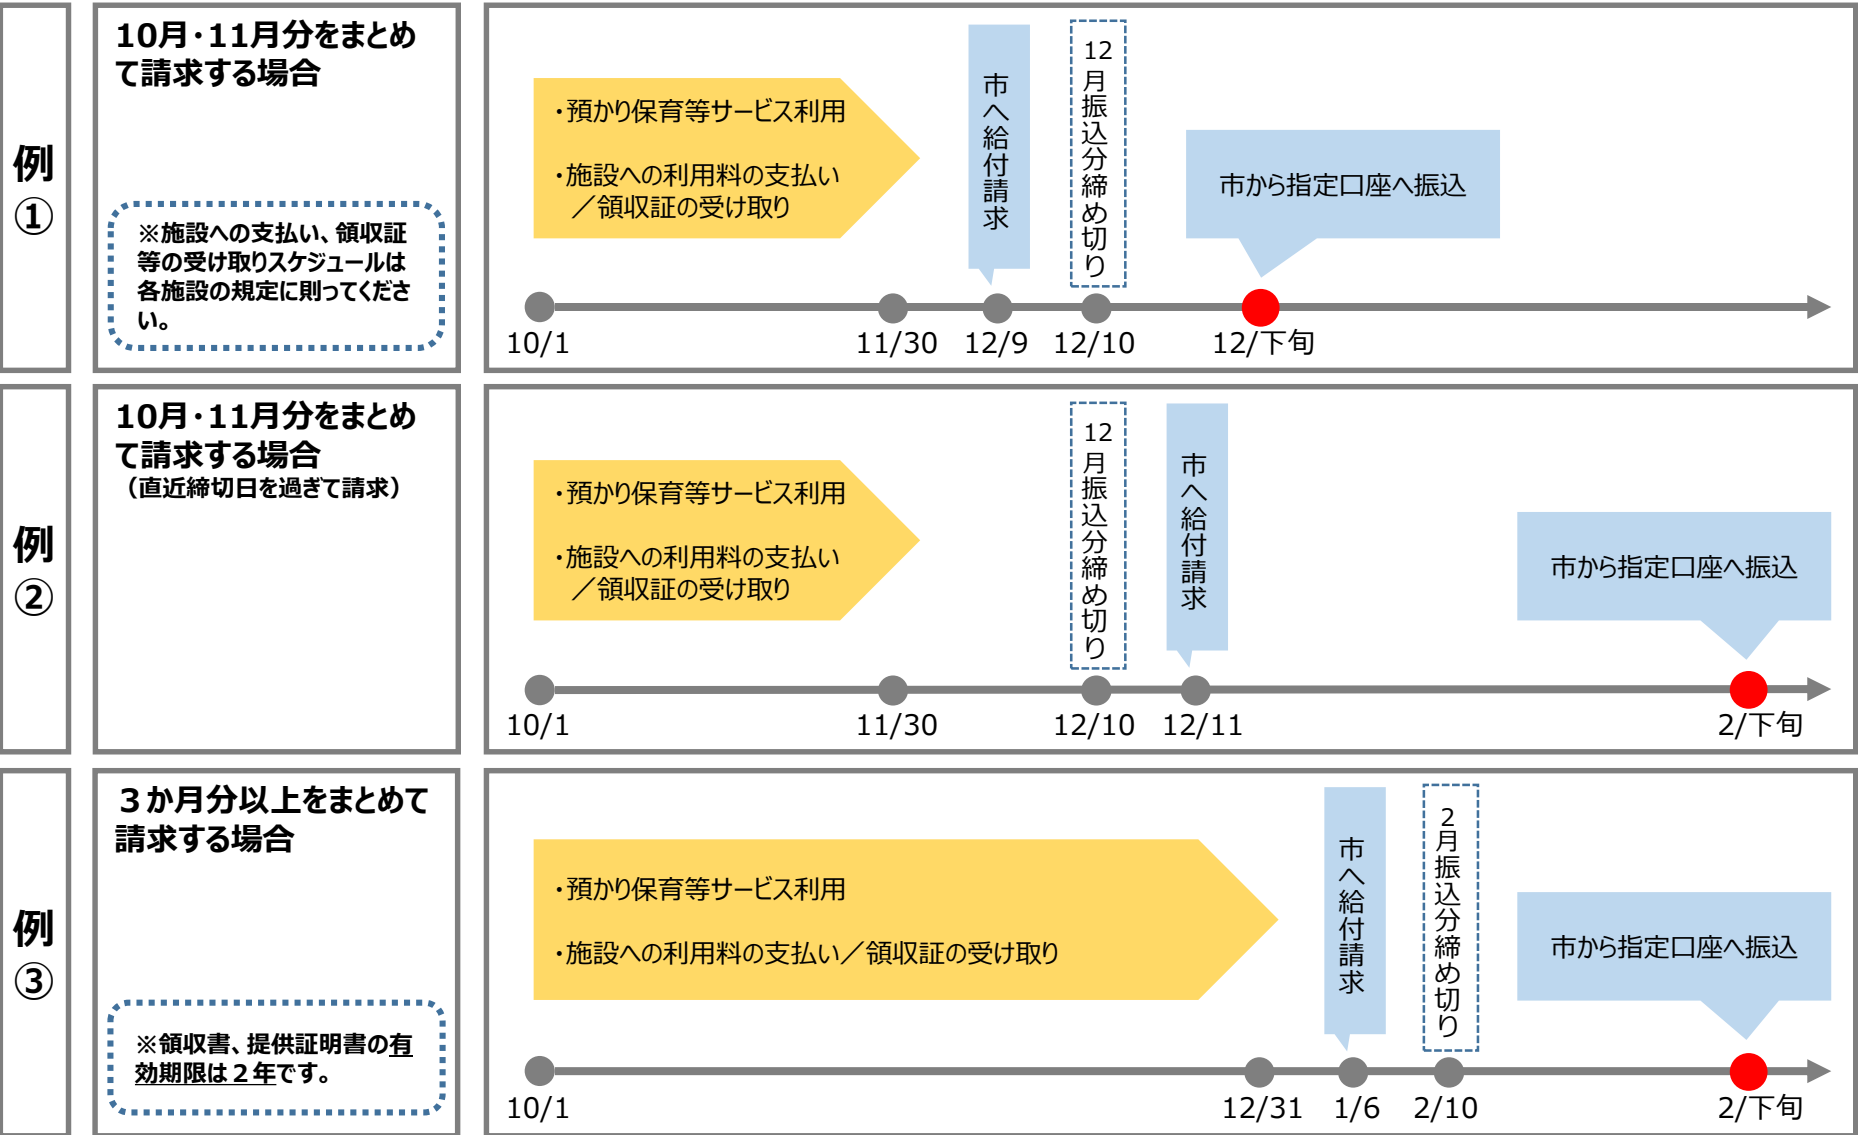 例
①
10月・11月分をまとめ
て請求する場合
※施設への支払い、領収証
等の受け取りスケジュールは
各施設の規定に則ってくださ
い。
・預かり保育等サービス利用
・施設への利用料の支払い
／領収証の受け取り
市へ給付請求
12月振込分締め切り
市から指定口座へ振込
10/1
11/30
12/9
12/10
12/下旬
例
②
10月・11月分をまとめ
て請求する場合
（直近締切日を過ぎて請求）
・預かり保育等サービス利用
・施設への利用料の支払い
／領収証の受け取り
12月振込分締め切り
市へ給付請求
市から指定口座へ振込
10/1
11/30
12/10
12/11
2/下旬
例
③
３か月分以上をまとめて
請求する場合
※領収書、提供証明書の有
効期限は２年です。
・預かり保育等サービス利用
・施設への利用料の支払い／領収証の受け取り
市へ給付請求
2月振込分締め切り
市から指定口座へ振込
10/1
12/31
1/6
2/10
2/下旬